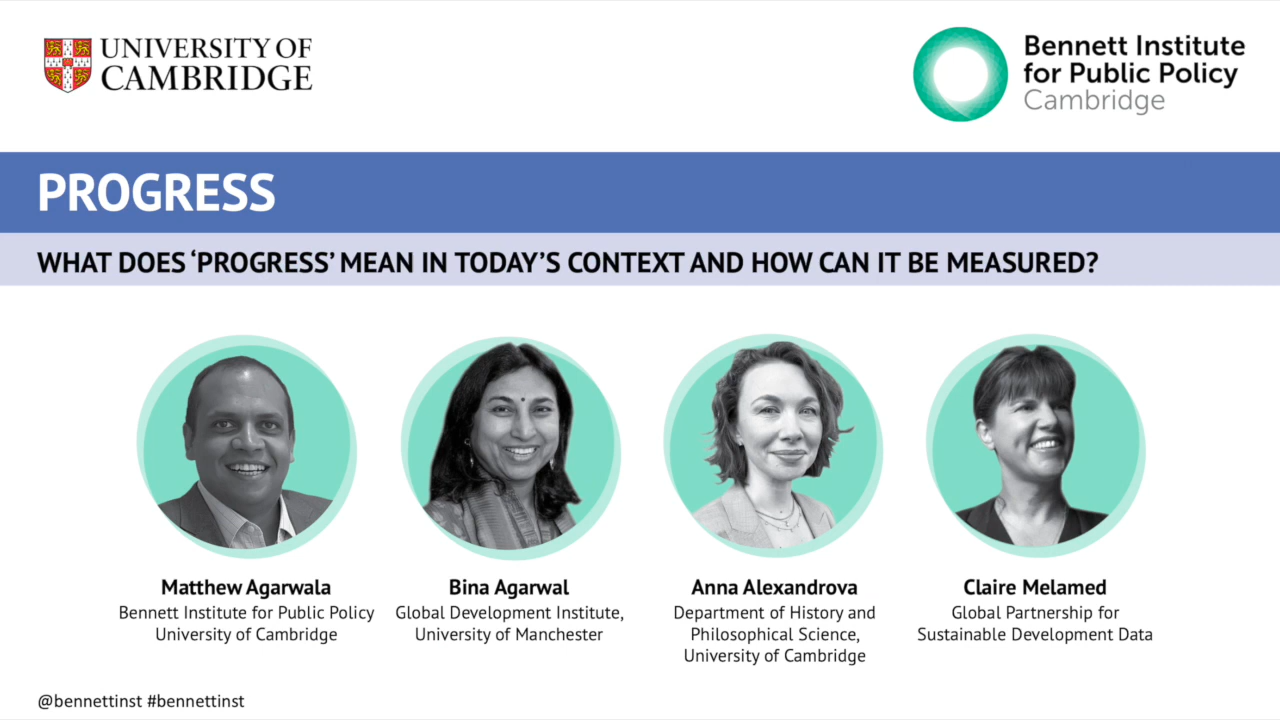 UNIVERSITY OF
CAMBRIDGE
Bennett Institute
for Public Policy
Cambridge
PROGRESS
WHAT DOES ‘PROGRESS’ MEAN IN TODAY’S CONTEXT AND HOW CAN IT BE MEASURED?
Matthew Agarwala
Bennett Institute for Public Policy
University of Cambridge
Bina Agarwal
Global Development Institute,
University of Manchester
Anna Alexandrova
Department of History and
Philosophical Science,
University of Cambridge
Claire Melamed
Global Partnership for
Sustainable Development Data
@bennettinst #bennettinst